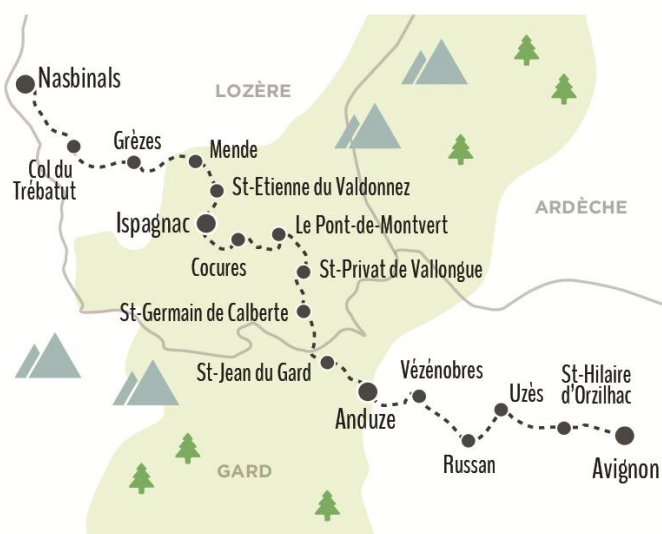 Nasbinals
LOZÈRE
Col du
Trébatut
Grèzes
Mende
St-Etienne du Valdonnez
Ispagnac
Le Pont-de-Montvert
ARDÈCHE
Cocures
St-Privat de Vallongue
St-Germain de Calberte
St-Jean du Gard
Anduze
Vézénobres
Uzès
St-Hilaire
d'Orzilhac
Russan
Avignon
GARD